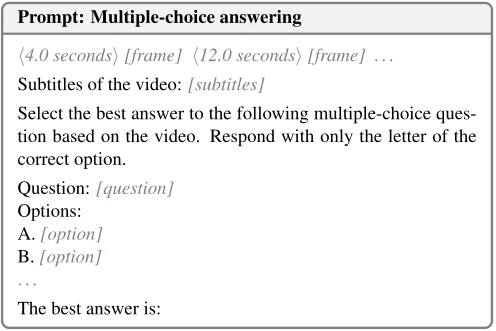 Prompt: Multiple-choice answering
⟨4.0 seconds⟩ [frame] ⟨12.0 seconds⟩ [frame] ...
Subtitles of the video: [subtitles]
Select the best answer to the following multiple-choice ques-
tion based on the video. Respond with only the letter of the
correct option.
Question: [question]
Options:
A. [option]
B. [option]
...
The best answer is: